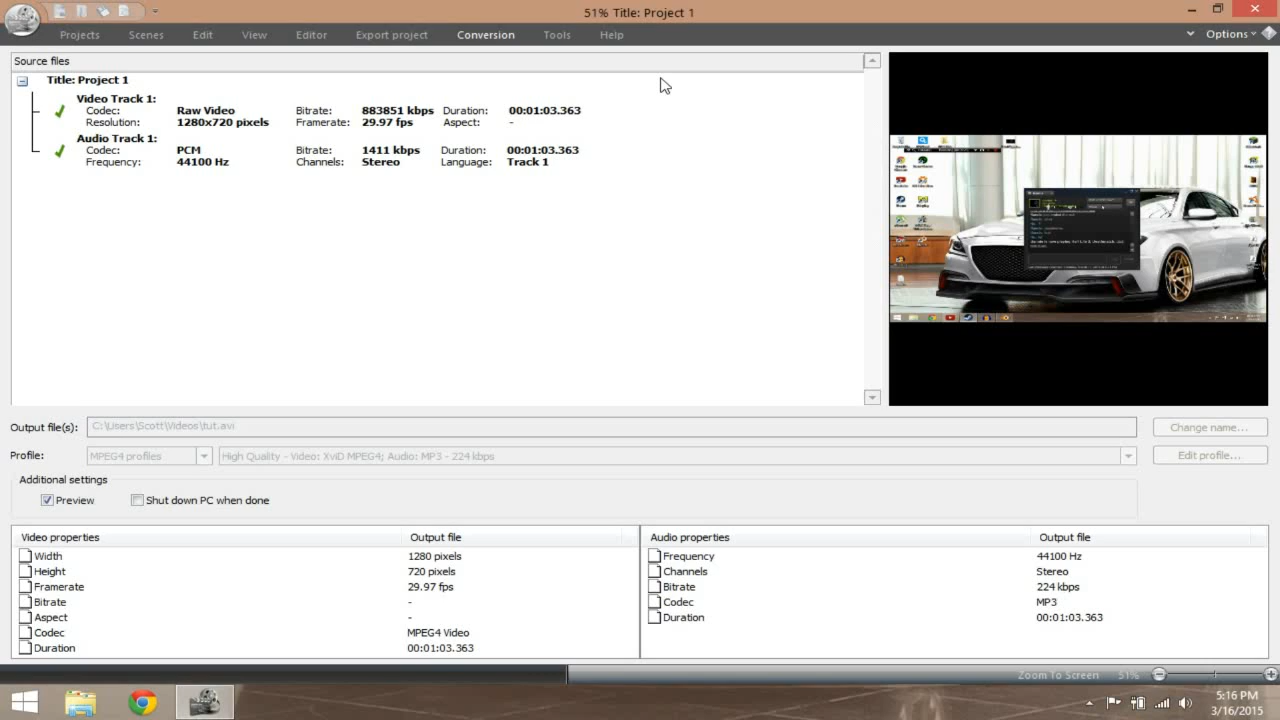 51% Title: Project 1
Projects Scenes Edit View Editor Export project Conversion Tools Help Options
Source files
Title: Project 1
Video Track 1:
Codec: Raw Video Bitrate: 883851 kbps Duration: 00:01:03.363
Resolution: 1280x720 pixels Framerate: 29.97 fps Aspect: -
Audio Track 1:
Codec: PCM Bitrate: 1411 kbps Duration: 00:01:03.363
Frequency: 44100 Hz Channels: Stereo Language: Track 1
Output file(s): C:\Users\Scott\Videos\tut.avi Change name...
Profile: MPEG4 profiles High Quality - Video: XviD MPEG4; Audio: MP3 - 224 kbps Edit profile...
Additional settings
Preview Shut down PC when done
Video properties Output file Audio properties Output file
Width 1280 pixels Frequency 44100 Hz
Height 720 pixels Channels Stereo
Framerate 29.97 fps Bitrate 224 kbps
Bitrate - Codec MP3
Aspect - Duration 00:01:03.363
Codec MPEG4 Video
Duration 00:01:03.363
Zoom To Screen 51%
5:16 PM
3/16/2015